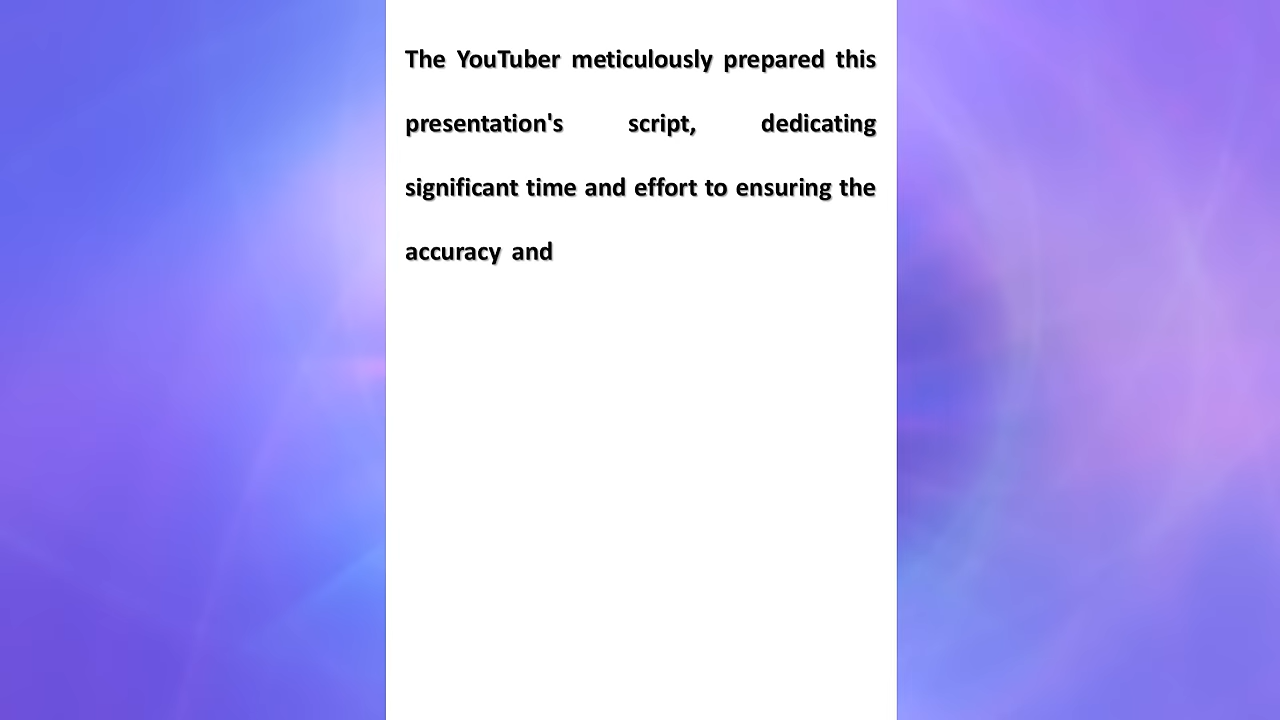 The YouTuber meticulously prepared this
presentation's script, dedicating
significant time and effort to ensuring the
accuracy and